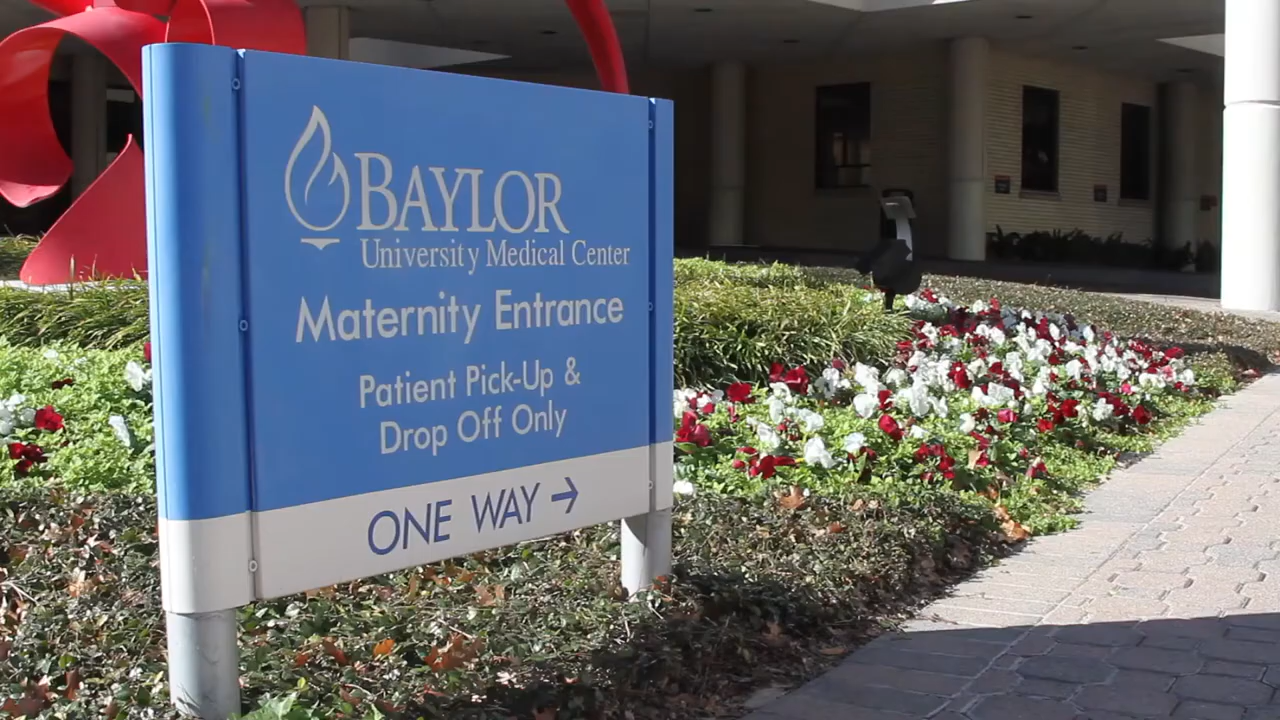 BAYLOR
University Medical Center
Maternity Entrance
Patient Pick-Up &
Drop Off Only
ONE WAY →